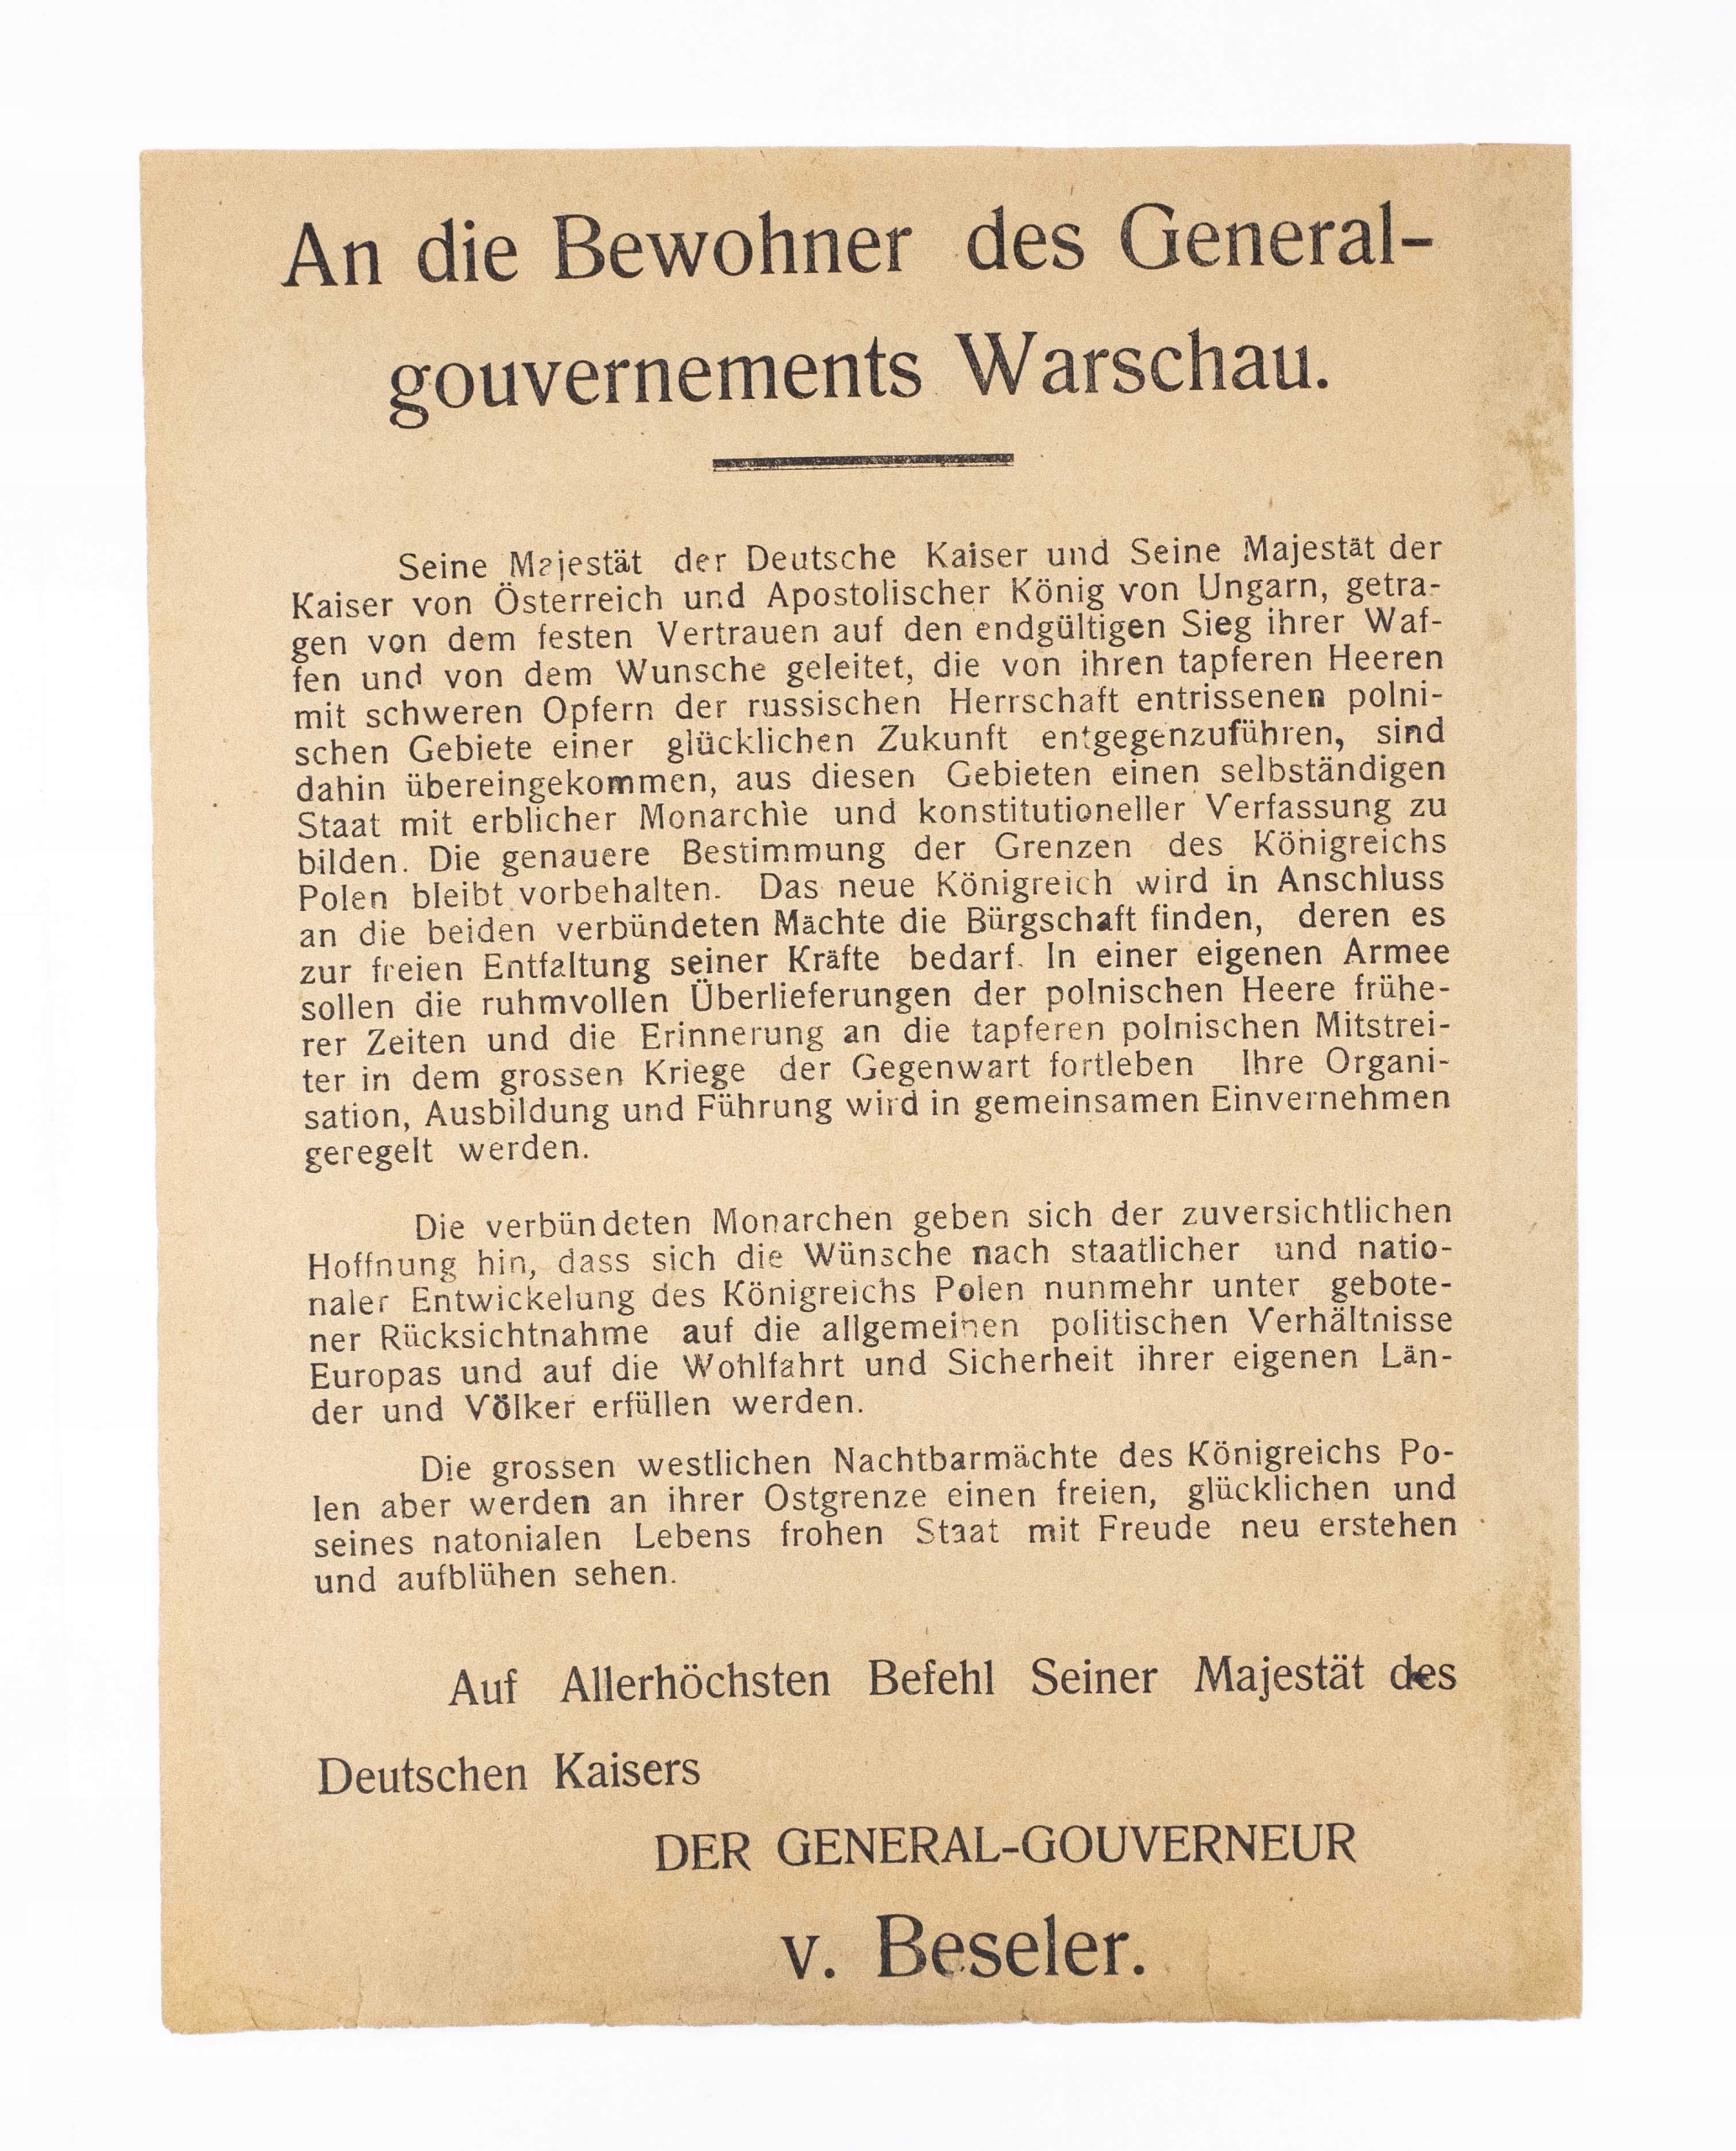 An die Bewohner des General-
gouvernements Warschau.
Seine Majestät der Deutsche Kaiser und Seine Majestät der
Kaiser von Österreich und Apostolischer König von Ungarn, getra-
gen von dem festen Vertrauen auf den endgültigen Sieg ihrer Waf-
fen und von dem Wunsche geleitet, die von ihren tapferen Heeren
mit schweren Opfern der russischen Herrschaft entrissenen polni-
schen Gebiete einer glücklichen Zukunft entgegenzuführen, sind
dahin übereingekommen, aus diesen Gebieten einen selbständigen
Staat mit erblicher Monarchie und konstitutioneller Verfassung zu
bilden. Die genauere Bestimmung der Grenzen des Königreichs
Polen bleibt vorbehalten. Das neue Königreich wird in Anschluss
an die beiden verbündeten Mächte die Bürgschaft finden, deren es
zur freien Entfaltung seiner Kräfte bedarf. In einer eigenen Armee
sollen die ruhmvollen Überlieferungen der polnischen Heere frühe-
rer Zeiten und die Erinnerung an die tapferen polnischen Mitstrei-
ter in dem grossen Kriege der Gegenwart fortleben Ihre Organi-
sation, Ausbildung und Führung wird in gemeinsamen Einvernehmen
geregelt werden.
Die verbündeten Monarchen geben sich der zuversichtlichen
Hoffnung hin, dass sich die Wünsche nach staatlicher und natio-
naler Entwickelung des Königreichs Polen nunmehr unter gebote-
ner Rücksichtnahme auf die allgemeinen politischen Verhältnisse
Europas und auf die Wohlfahrt und Sicherheit ihrer eigenen Län-
der und Völker erfüllen werden.
Die grossen westlichen Nachtbarmächte des Königreichs Po-
len aber werden an ihrer Ostgrenze einen freien, glücklichen und
seines natonialen Lebens frohen Staat mit Freude neu erstehen
und aufblühen sehen.
Auf Allerhöchsten Befehl Seiner Majestät des
Deutschen Kaisers
DER GENERAL-GOUVERNEUR
v. Beseler.